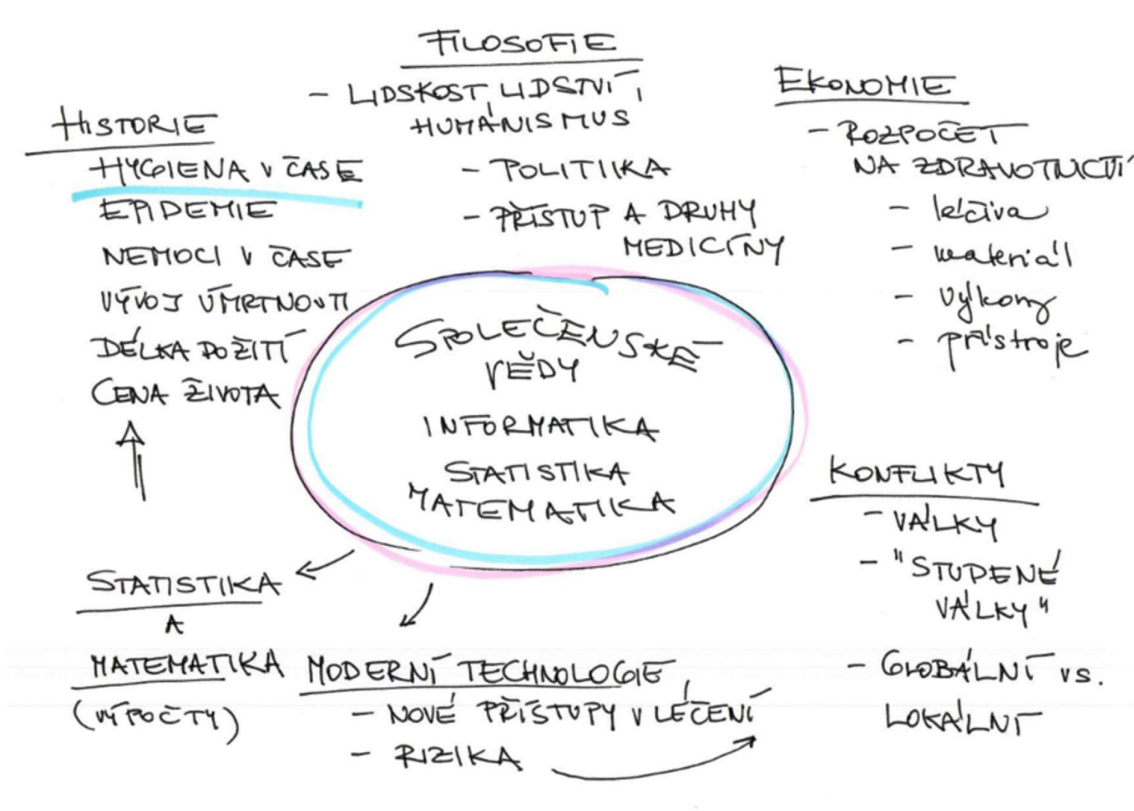 FILOSOFIE
- LIDSKOST, LIDSTVÍ,
HUMANISMUS
- POLITIIKA
- PŘÍSTUP A DRUHY
MEDICÍNY
EKONOMIE
- ROZPOČET
NA ZDRAVOTNICTVÍ
- léčiva
- materiál
- výkony
- přístroje
HISTORIE
HYGIENA V ČASE
EPIDEMIE
NEMOCI V ČASE
VÝVOJ ÚMRTNOSTI
DÉLKA DOŽITÍ
CENA ŽIVOTA
SPOLEČENSKÉ
VĚDY
INFORMATIKA
STATISTIKA
MATEMATIKA
KONFLIKTY
- VÁLKY
- "STUDENÉ
VÁLKY"
- GLOBÁLNÍ vs.
LOKÁLNÍ
STATISTIKA
A
MATEMATIKA
(VÝPOČTY)
MODERNÍ TECHNOLOGIE
- NOVÉ PŘÍSTUPY V LÉČENÍ
- RIZIKA